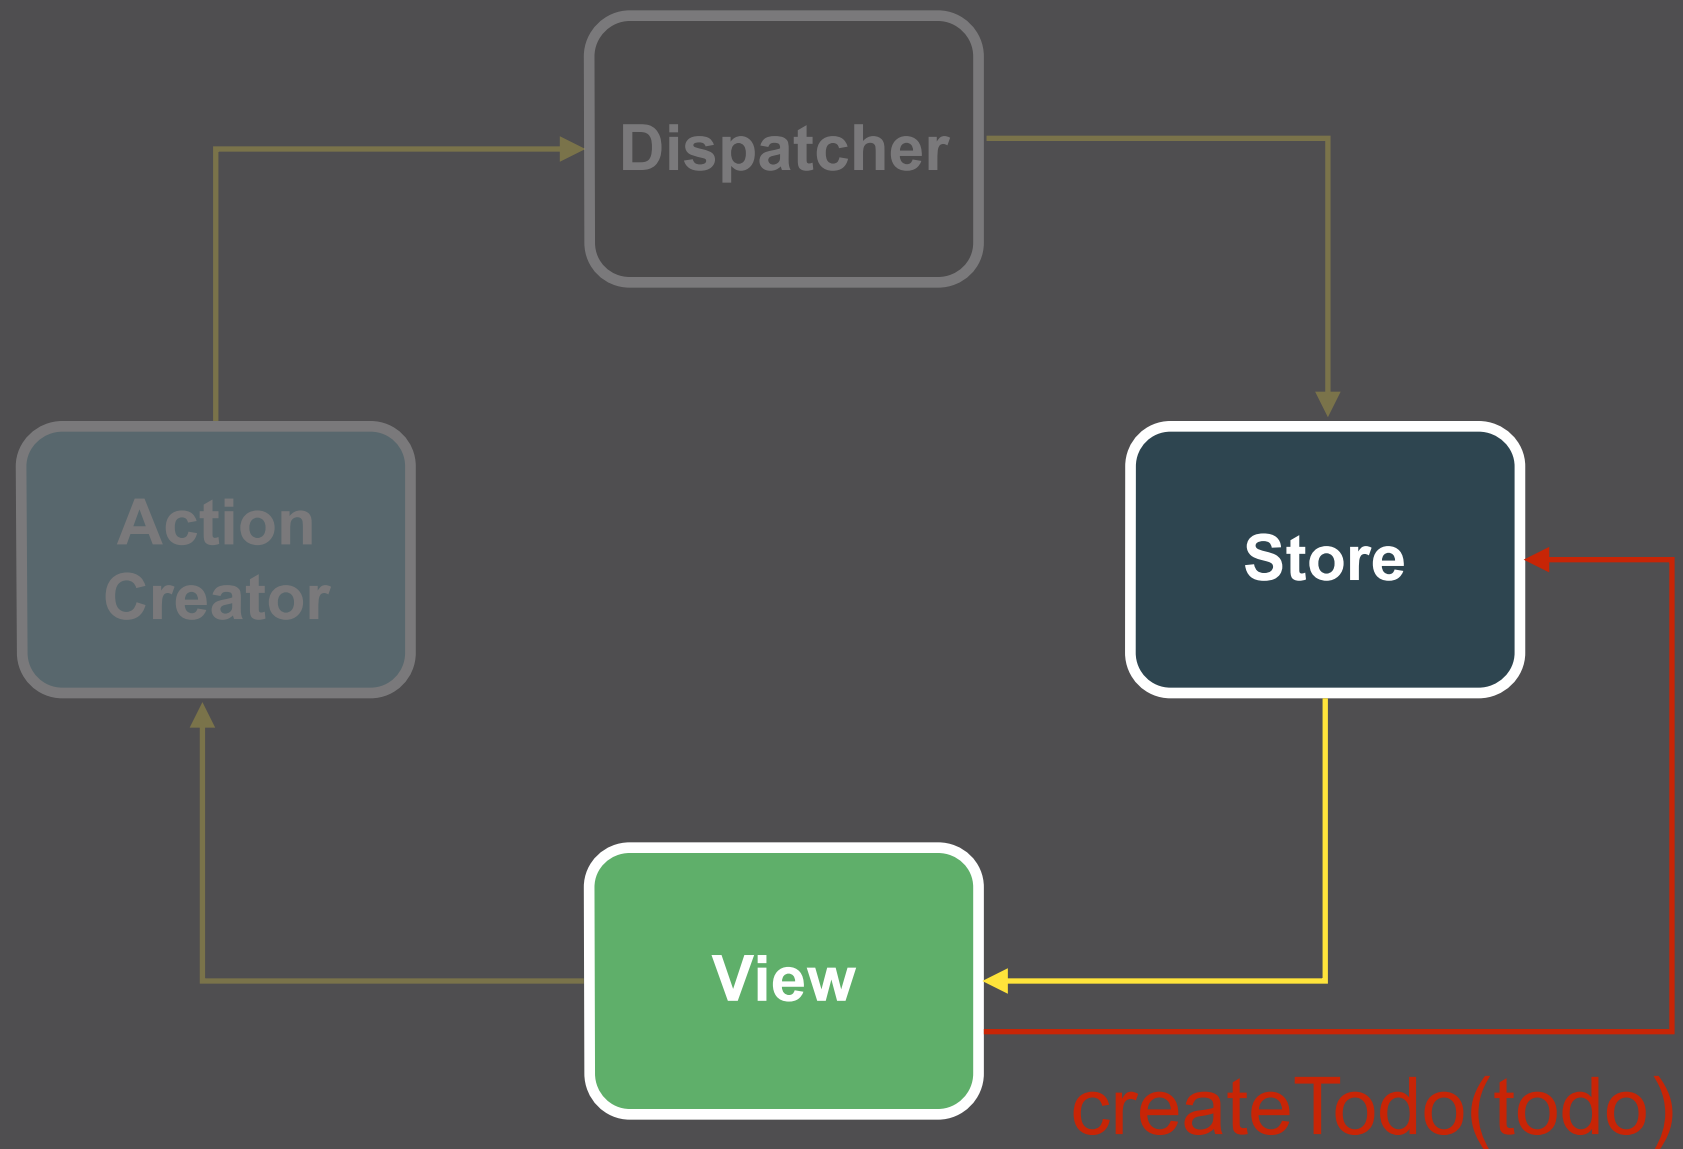 Dispatcher
Action
Creator
Store
View
createTodo(todo)